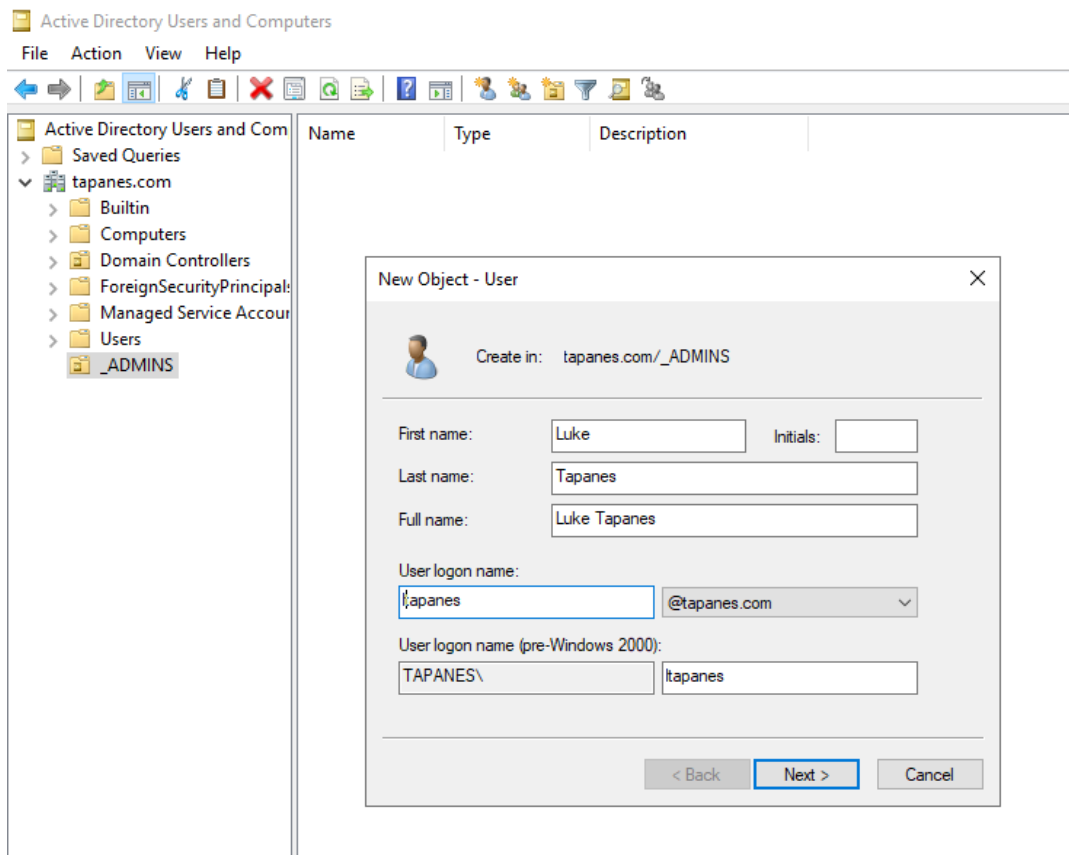 Active Directory Users and Computers
File Action View Help
Active Directory Users and Com
Name Type Description
Saved Queries
tapanes.com
Builtin
Computers
Domain Controllers
ForeignSecurityPrincipals
Managed Service Accoun
Users
_ADMINS
New Object - User
Create in: tapanes.com/_ADMINS
First name: Luke Initials:
Last name: Tapanes
Full name: Luke Tapanes
User logon name:
ltapanes @tapanes.com
User logon name (pre-Windows 2000):
TAPANES\ ltapanes
< Back Next > Cancel